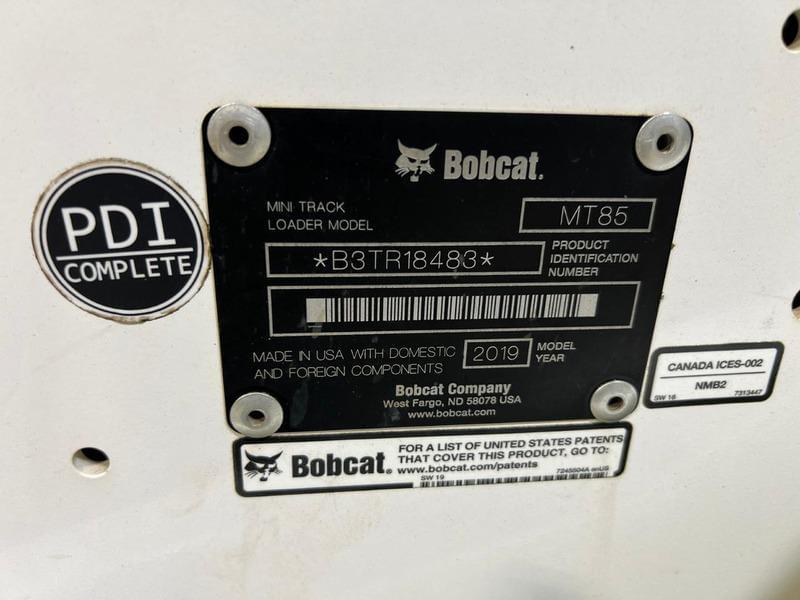 PDI
COMPLETE
Bobcat.
MINI TRACK
LOADER MODEL
MT85
*B3TR18483*
PRODUCT
IDENTIFICATION
NUMBER
MADE IN USA WITH DOMESTIC
AND FOREIGN COMPONENTS
2019
MODEL
YEAR
Bobcat Company
West Fargo, ND 58078 USA
www.bobcat.com
CANADA ICES-002
NMB2
SW 16 7313447
Bobcat.
FOR A LIST OF UNITED STATES PATENTS
THAT COVER THIS PRODUCT, GO TO:
www.bobcat.com/patents
SW 19 7245504A enUS